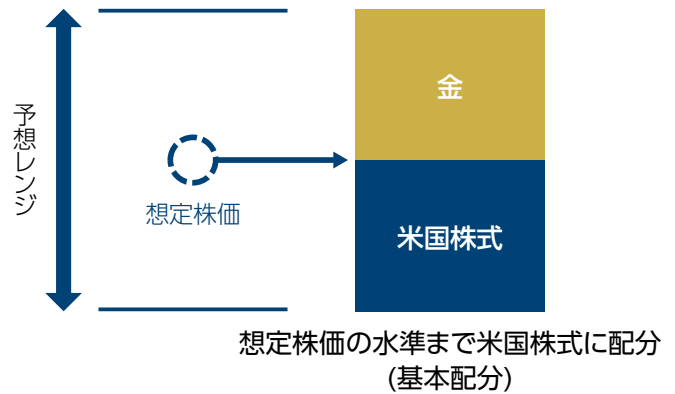 予想レンジ
金
想定株価
米国株式
想定株価の水準まで米国株式に配分
(基本配分)